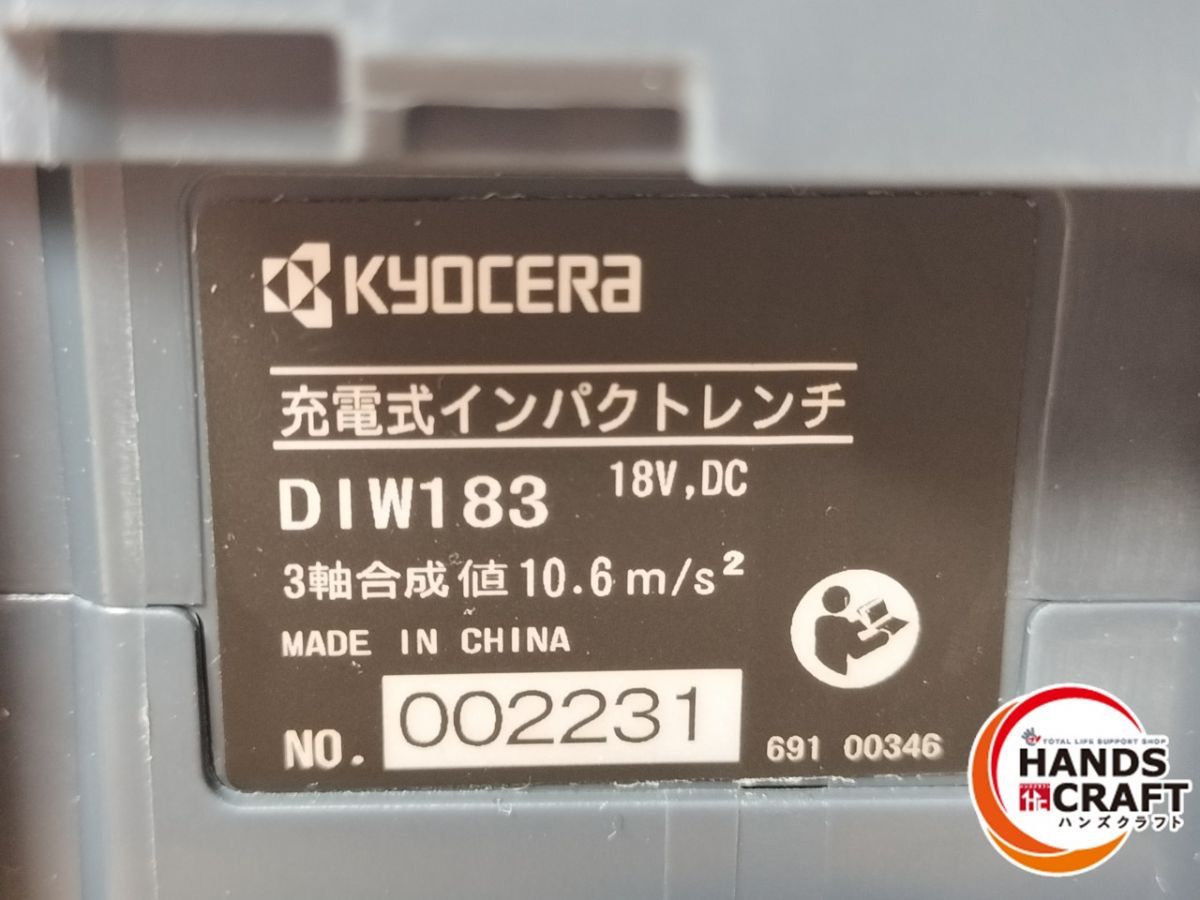 KYOCERA
充電式インパクトレンチ
DIW183 18V,DC
3軸合成値10.6m/s²
MADE IN CHINA
NO. 002231
691 00346
TOTAL LIFE SUPPORT SHOP
HANDS
CRAFT
ハンズクラフト